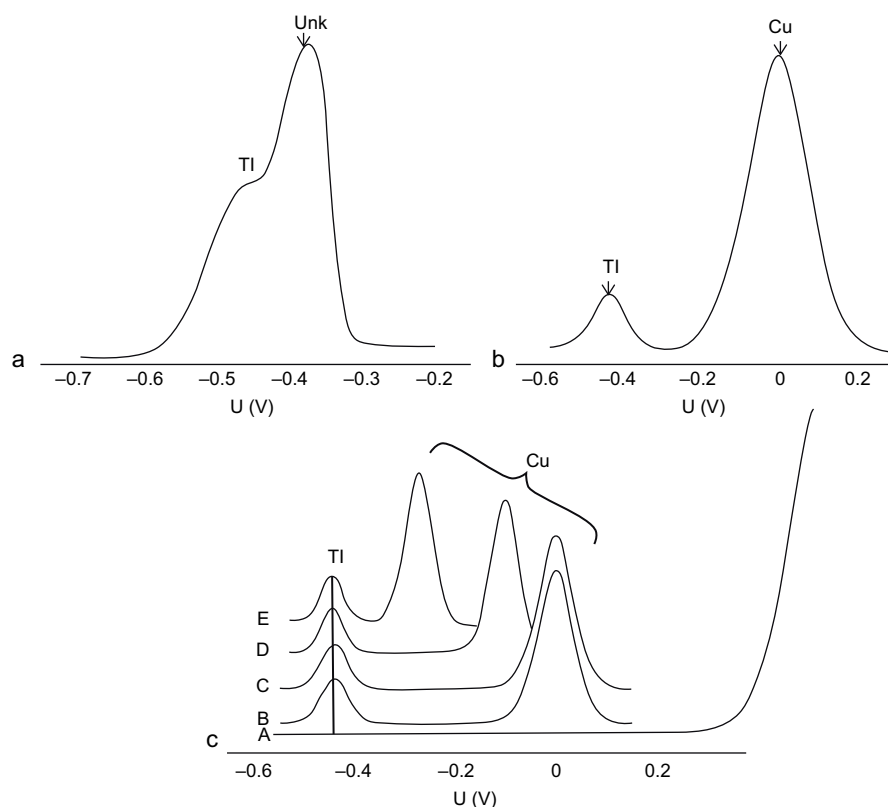 Unk
Tl
a
–0.7 –0.6 –0.5 –0.4 –0.3 –0.2
U (V)
Cu
Tl
b
–0.6 –0.4 –0.2 0 0.2
U (V)
Cu
Tl
E
D
C
B
A
c
–0.6 –0.4 –0.2 0 0.2
U (V)